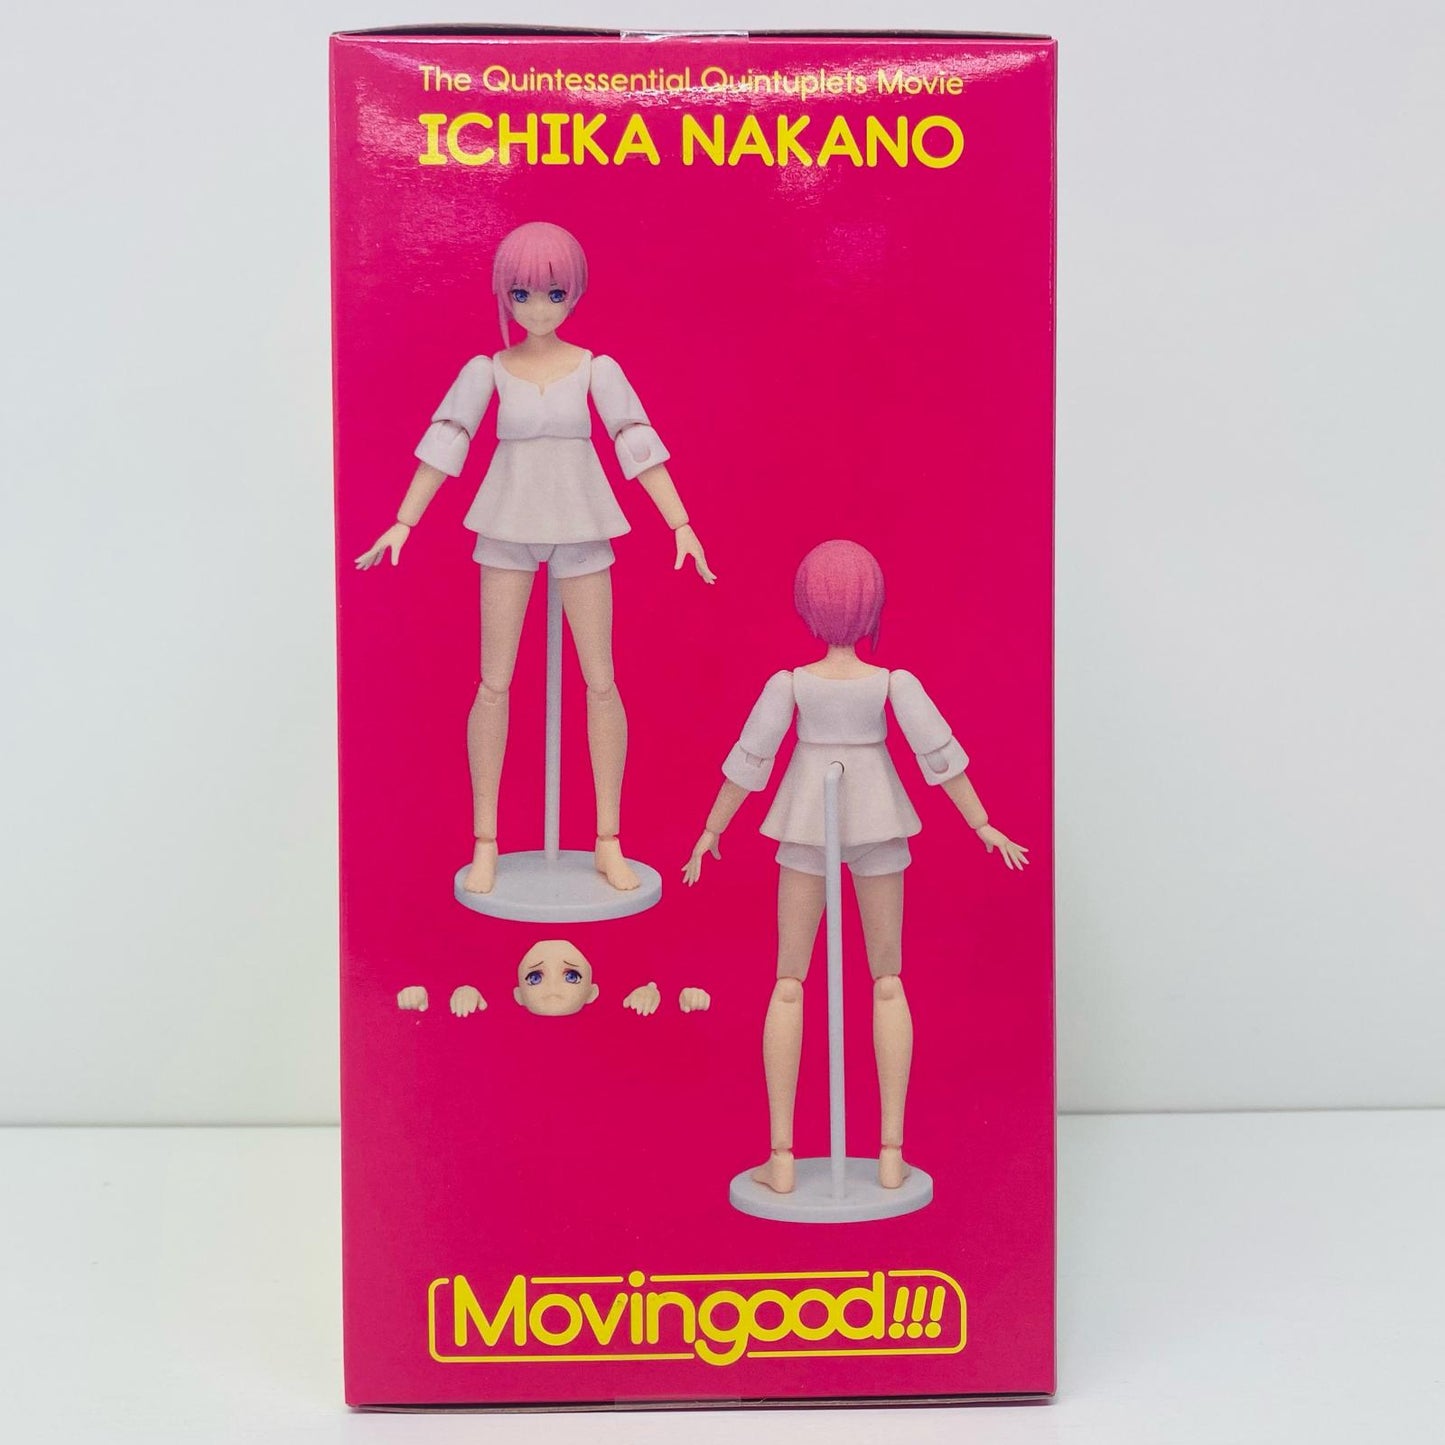 The Quintessential Quintuplets Movie
ICHIKA NAKANO
Movingood!!!